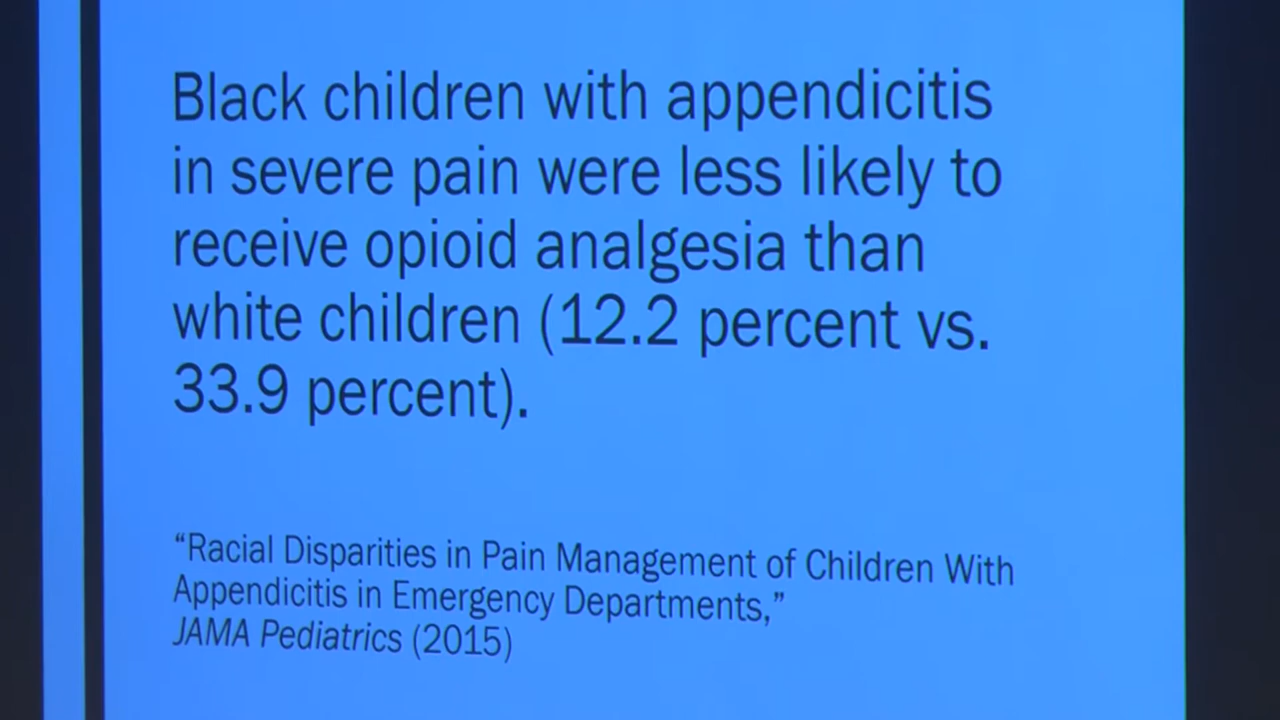 Black children with appendicitis
in severe pain were less likely to
receive opioid analgesia than
white children (12.2 percent vs.
33.9 percent).
“Racial Disparities in Pain Management of Children With
Appendicitis in Emergency Departments,”
JAMA Pediatrics (2015)